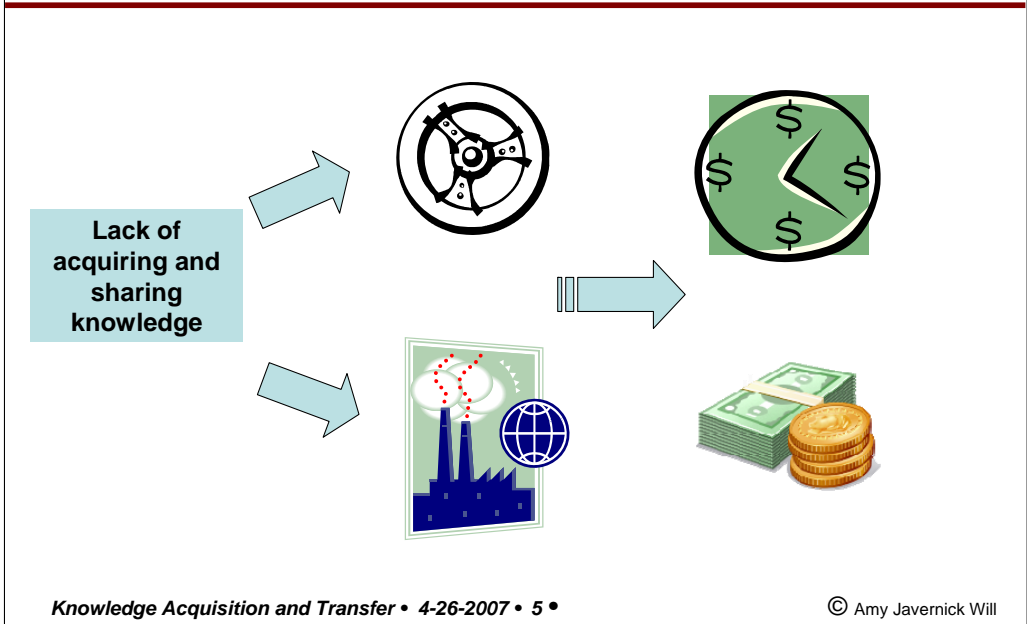 Lack of
acquiring and
sharing
knowledge
$
$
$
$
Knowledge Acquisition and Transfer • 4-26-2007 • 5 •
© Amy Javernick Will